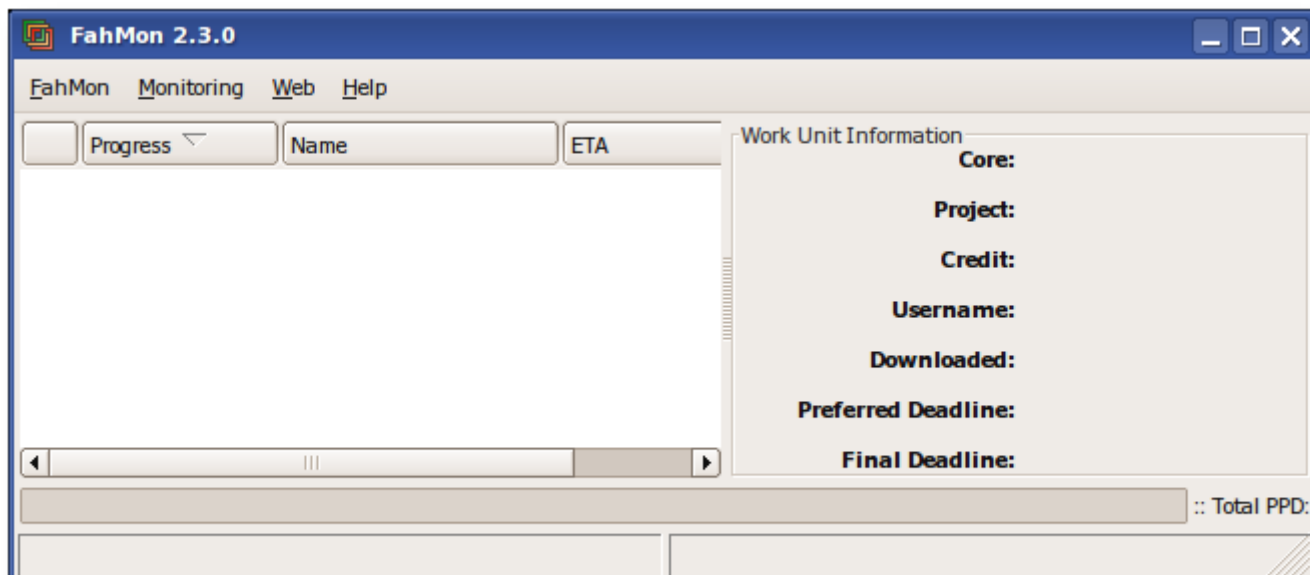 FahMon 2.3.0
FahMon Monitoring Web Help
Progress Name ETA
Work Unit Information
Core:
Project:
Credit:
Username:
Downloaded:
Preferred Deadline:
Final Deadline:
:: Total PPD: